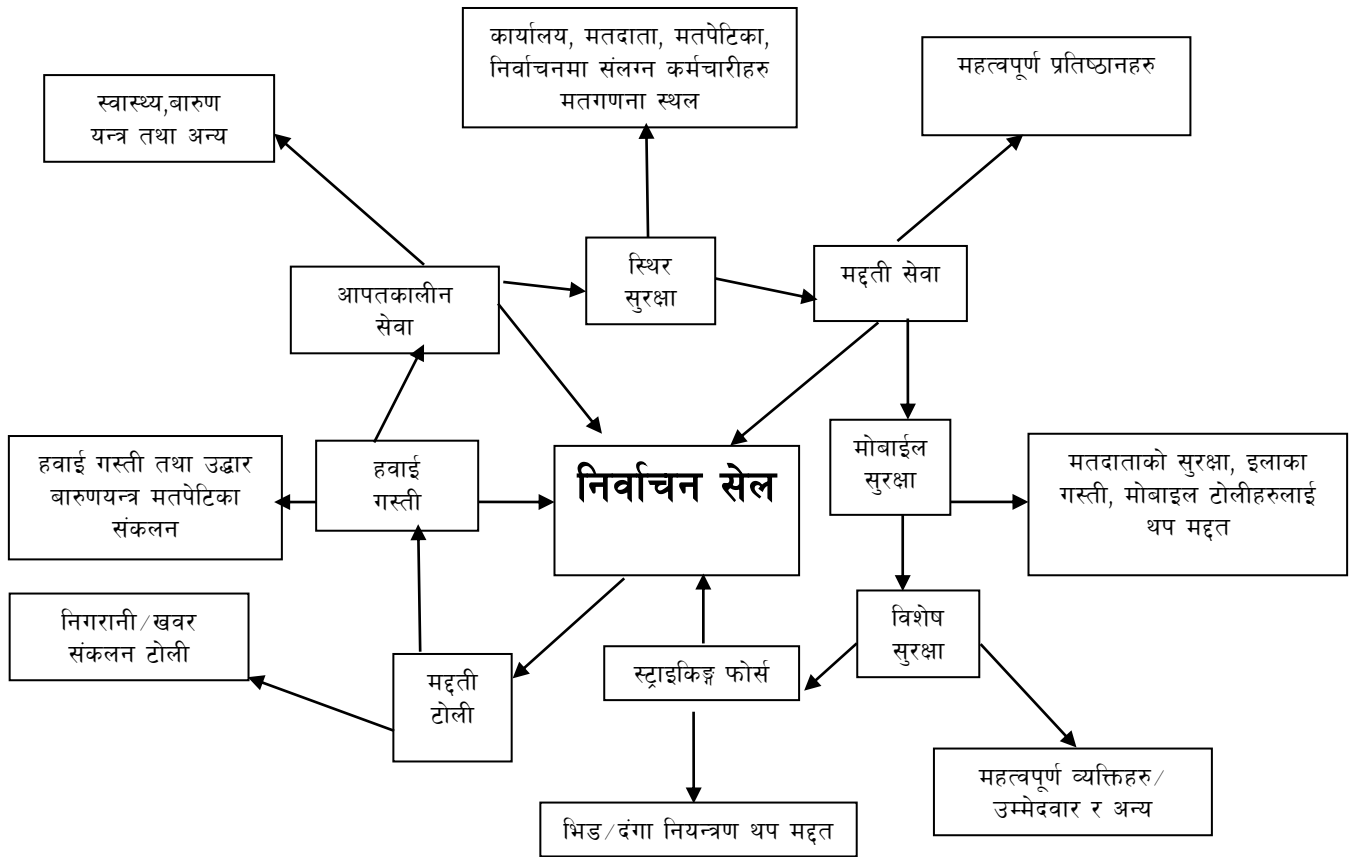 कार्यालय, मतदाता, मतपेटिका,
निर्वाचनमा संलग्न कर्मचारीहरु
मतगणना स्थल
महत्वपूर्ण प्रतिष्ठानहरु
स्वास्थ्य,बारुण
यन्त्र तथा अन्य
स्थिर
सुरक्षा
मद्दती सेवा
आपतकालीन
सेवा
हवाई गस्ती तथा उद्धार
बारुणयन्त्र मतपेटिका
संकलन
हवाई
गस्ती
निर्वाचन सेल
मोबाईल
सुरक्षा
मतदाताको सुरक्षा, इलाका
गस्ती, मोबाइल टोलीहरुलाई
थप मद्दत
निगरानी/खवर
संकलन टोली
मद्दती
टोली
स्ट्राइकिङ्ग फोर्स
विशेष
सुरक्षा
महत्वपूर्ण व्यक्तिहरु/
उम्मेदवार र अन्य
भिड/दंगा नियन्त्रण थप मद्दत